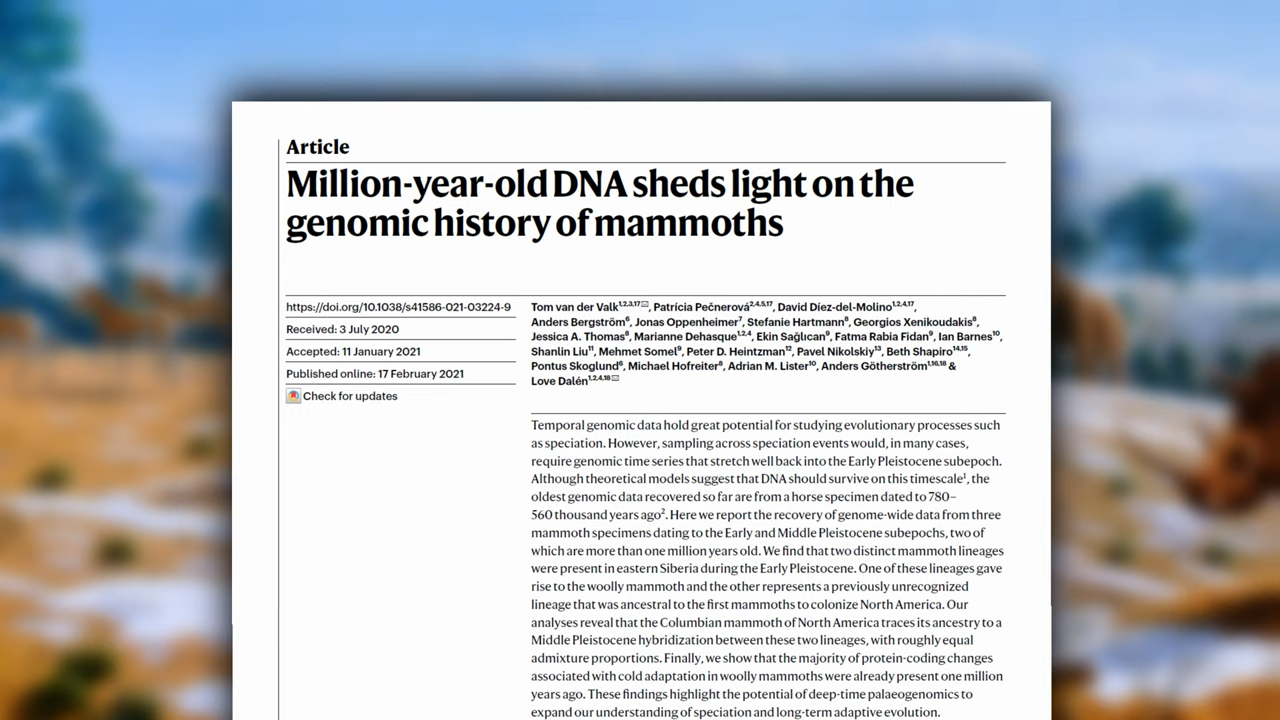 Article
Million-year-old DNA sheds light on the
genomic history of mammoths
https://doi.org/10.1038/s41586-021-03224-9
Received: 3 July 2020
Accepted: 11 January 2021
Published online: 17 February 2021
Check for updates
Tom van der Valk1,2,3,17✉, Patrícia Pečnerová2,4,5,17, David Díez-del-Molino1,2,4,17,
Anders Bergström6, Jonas Oppenheimer7, Stefanie Hartmann8, Georgios Xenikoudakis8,
Jessica A. Thomas8, Marianne Dehasque1,2,4, Ekin Sağlıcan9, Fatma Rabia Fidan9, Ian Barnes10,
Shanlin Liu11, Mehmet Somel9, Peter D. Heintzman12, Pavel Nikolskiy13, Beth Shapiro14,15,
Pontus Skoglund6, Michael Hofreiter8, Adrian M. Lister10, Anders Götherström1,16,18 &
Love Dalén1,2,4,18✉
Temporal genomic data hold great potential for studying evolutionary processes such
as speciation. However, sampling across speciation events would, in many cases,
require genomic time series that stretch well back into the Early Pleistocene subepoch.
Although theoretical models suggest that DNA should survive on this timescale1, the
oldest genomic data recovered so far are from a horse specimen dated to 780–
560 thousand years ago2. Here we report the recovery of genome-wide data from three
mammoth specimens dating to the Early and Middle Pleistocene subepochs, two of
which are more than one million years old. We find that two distinct mammoth lineages
were present in eastern Siberia during the Early Pleistocene. One of these lineages gave
rise to the woolly mammoth and the other represents a previously unrecognized
lineage that was ancestral to the first mammoths to colonize North America. Our
analyses reveal that the Columbian mammoth of North America traces its ancestry to a
Middle Pleistocene hybridization between these two lineages, with roughly equal
admixture proportions. Finally, we show that the majority of protein-coding changes
associated with cold adaptation in woolly mammoths were already present one million
years ago. These findings highlight the potential of deep-time palaeogenomics to
expand our understanding of speciation and long-term adaptive evolution.